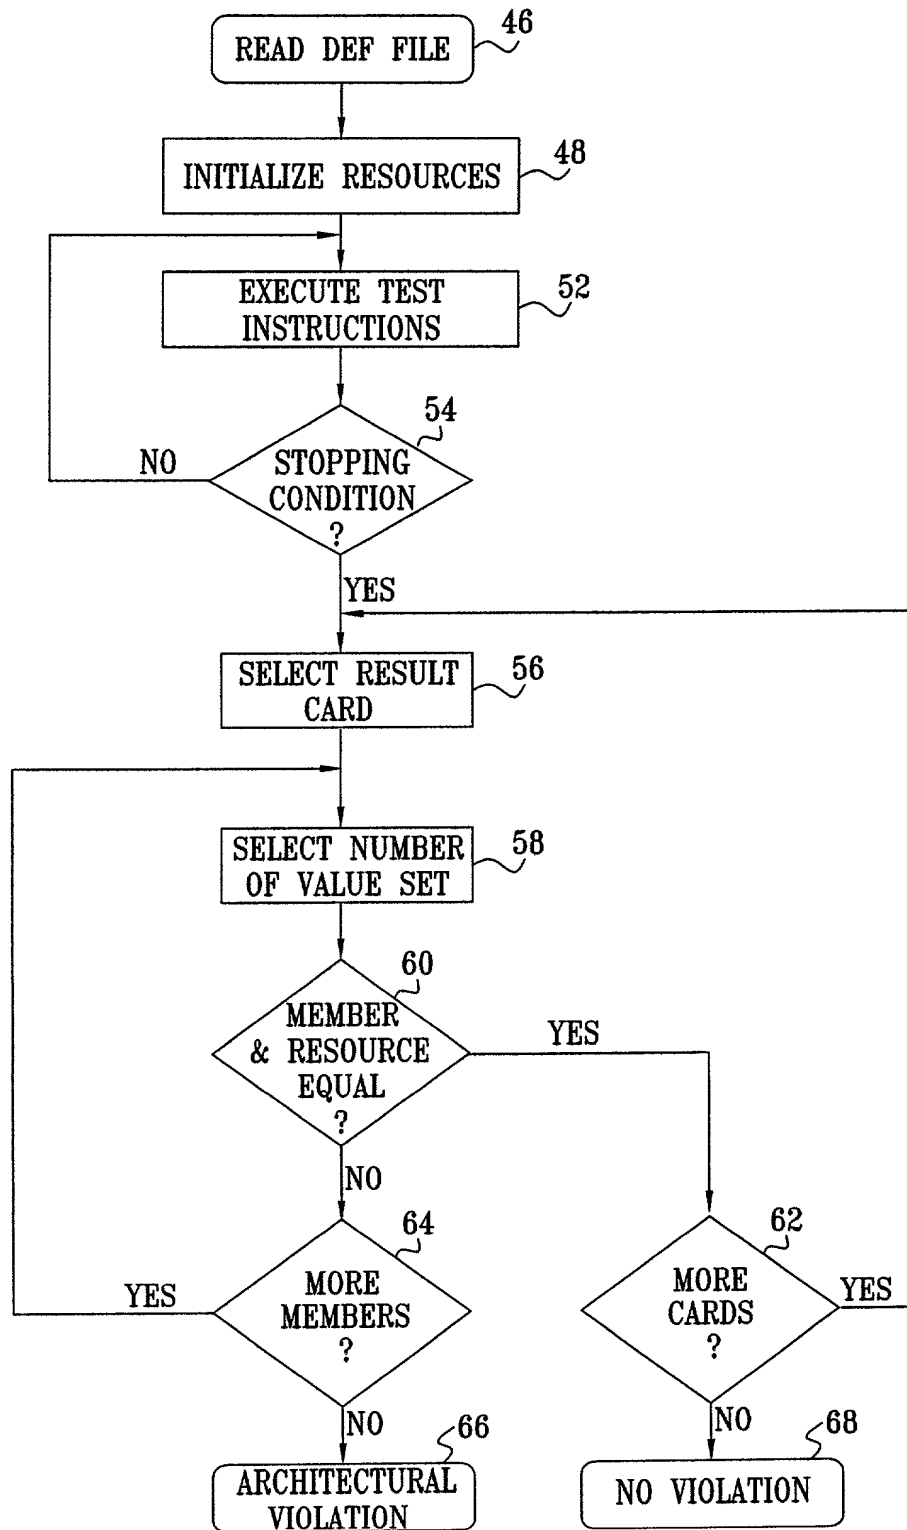 READ DEF FILE
46
INITIALIZE RESOURCES
48
EXECUTE TEST
INSTRUCTIONS
52
54
STOPPING
CONDITION
?
NO
YES
SELECT RESULT
CARD
56
SELECT NUMBER
OF VALUE SET
58
60
MEMBER
& RESOURCE
EQUAL
?
YES
NO
64
MORE
MEMBERS
?
YES
NO
62
MORE
CARDS
?
YES
NO
66
ARCHITECTURAL
VIOLATION
68
NO VIOLATION